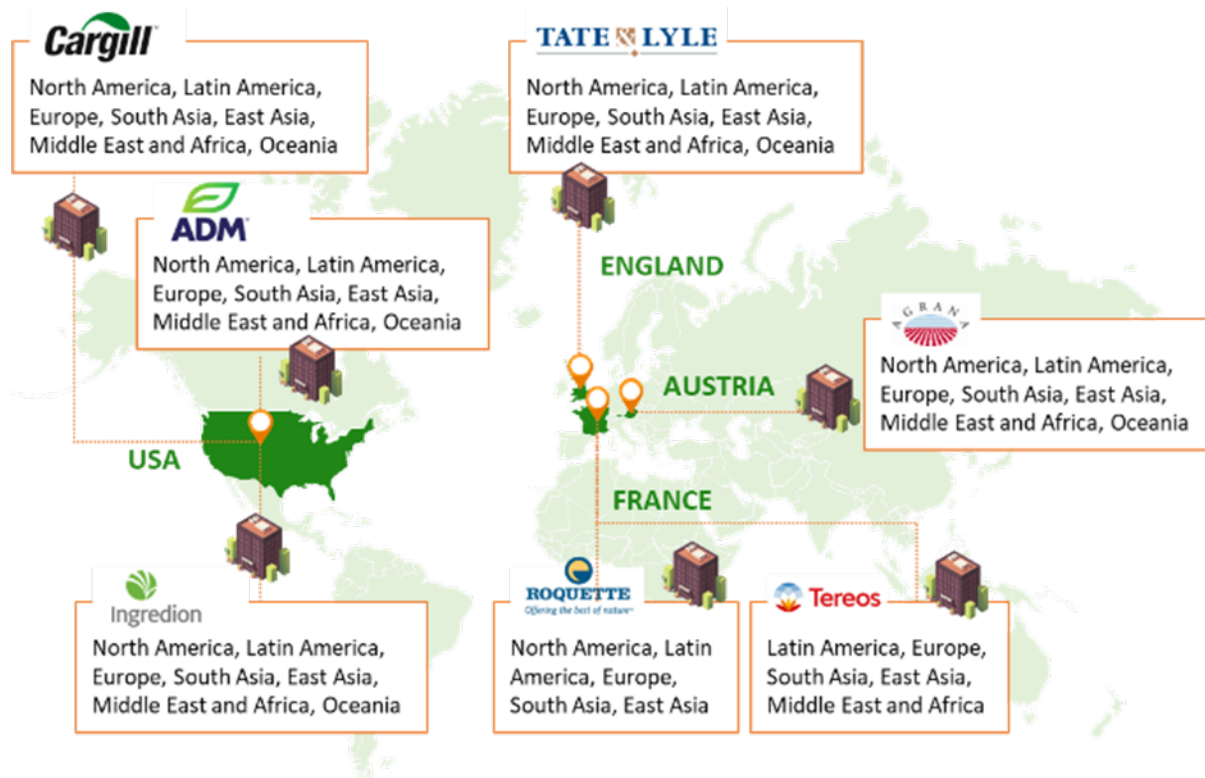 Cargill
North America, Latin America,
Europe, South Asia, East Asia,
Middle East and Africa, Oceania
TATE & LYLE
North America, Latin America,
Europe, South Asia, East Asia,
Middle East and Africa, Oceania
ADM
North America, Latin America,
Europe, South Asia, East Asia,
Middle East and Africa, Oceania
ENGLAND
AGRANA
North America, Latin America,
Europe, South Asia, East Asia,
Middle East and Africa, Oceania
AUSTRIA
USA
FRANCE
Ingredion
North America, Latin America,
Europe, South Asia, East Asia,
Middle East and Africa, Oceania
ROQUETTE
Offering the best of nature™
North America, Latin
America, Europe,
South Asia, East Asia
Tereos
Latin America, Europe,
South Asia, East Asia,
Middle East and Africa